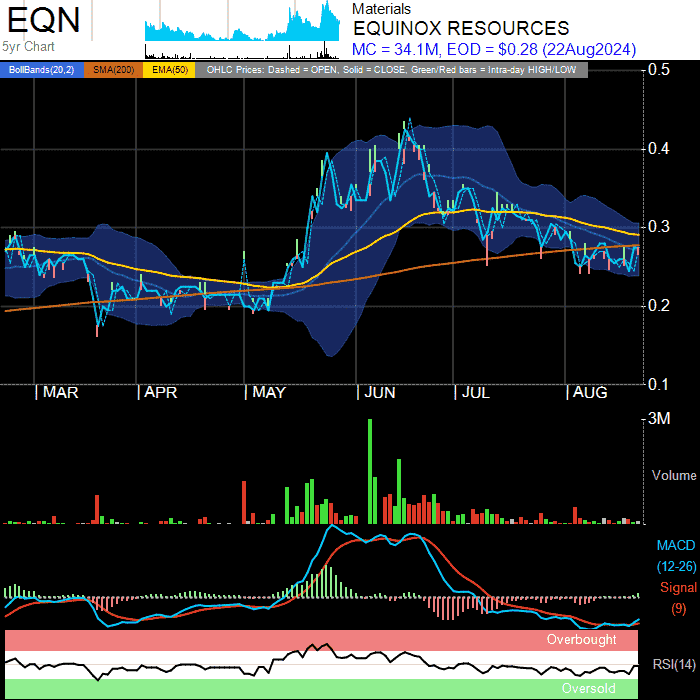 EQN
5yr Chart
Materials
EQUINOX RESOURCES
MC = 34.1M, EOD = $0.28 (22Aug2024)
BollBands(20,2) SMA(200) EMA(50) OHLC Prices: Dashed = OPEN, Solid = CLOSE, Green/Red bars = Intra-day HIGH/LOW
0.5
0.4
0.3
0.2
0.1
| MAR | APR | MAY | JUN | JUL | AUG
3M
Volume
MACD
(12-26)
Signal
(9)
Overbought
RSI(14)
Oversold